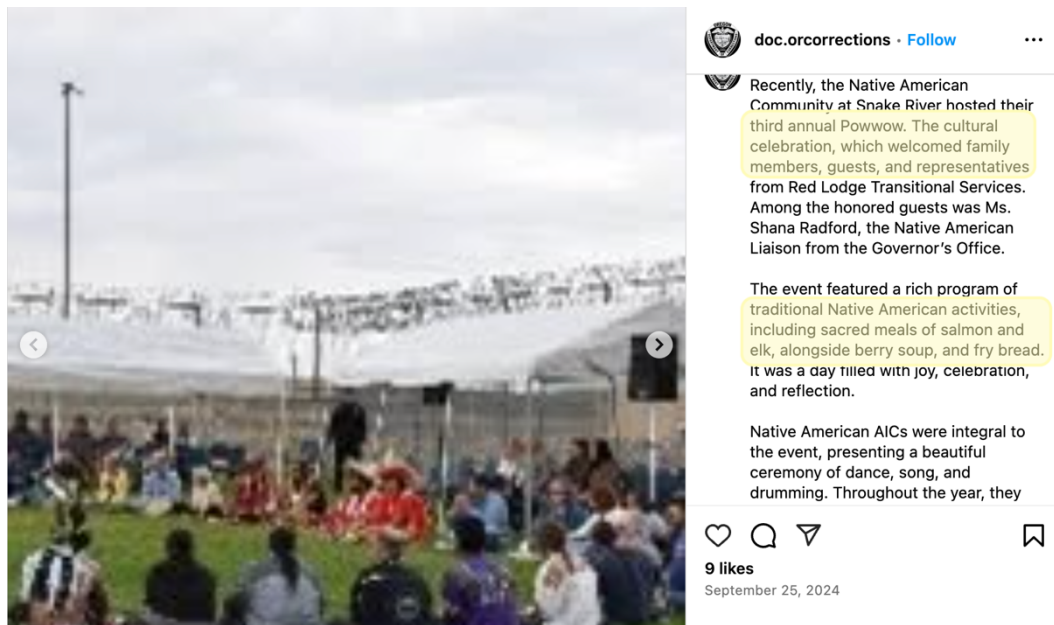 doc.orcorrections • Follow
Recently, the Native American
Community at Snake River hosted their
third annual Powwow. The cultural
celebration, which welcomed family
members, guests, and representatives
from Red Lodge Transitional Services.
Among the honored guests was Ms.
Shana Radford, the Native American
Liaison from the Governor's Office.
The event featured a rich program of
traditional Native American activities,
including sacred meals of salmon and
elk, alongside berry soup, and fry bread.
It was a day filled with joy, celebration,
and reflection.
Native American AICs were integral to
the event, presenting a beautiful
ceremony of dance, song, and
drumming. Throughout the year, they
9 likes
September 25, 2024